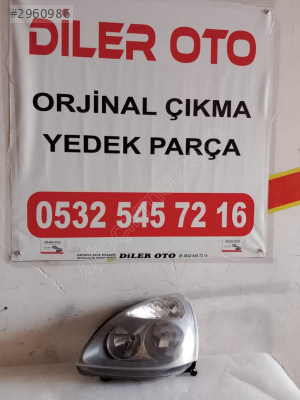 #2960986
DİLER OTO
ORJİNAL ÇIKMA
YEDEK PARÇA
0532 545 72 16
DİLER OTO